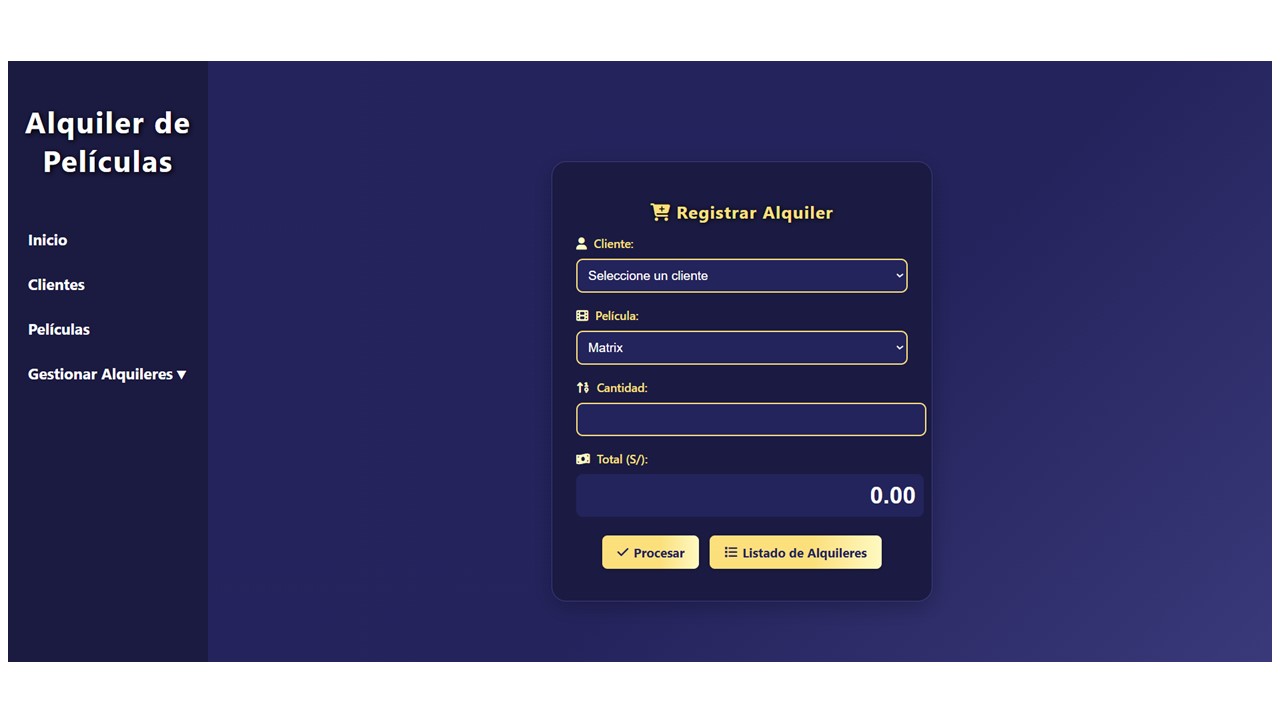 Alquiler de
Películas
Inicio
Clientes
Películas
Gestionar Alquileres ▼
Registrar Alquiler
Cliente:
Seleccione un cliente
Película:
Matrix
Cantidad:
Total (S/):
0.00
Procesar
Listado de Alquileres